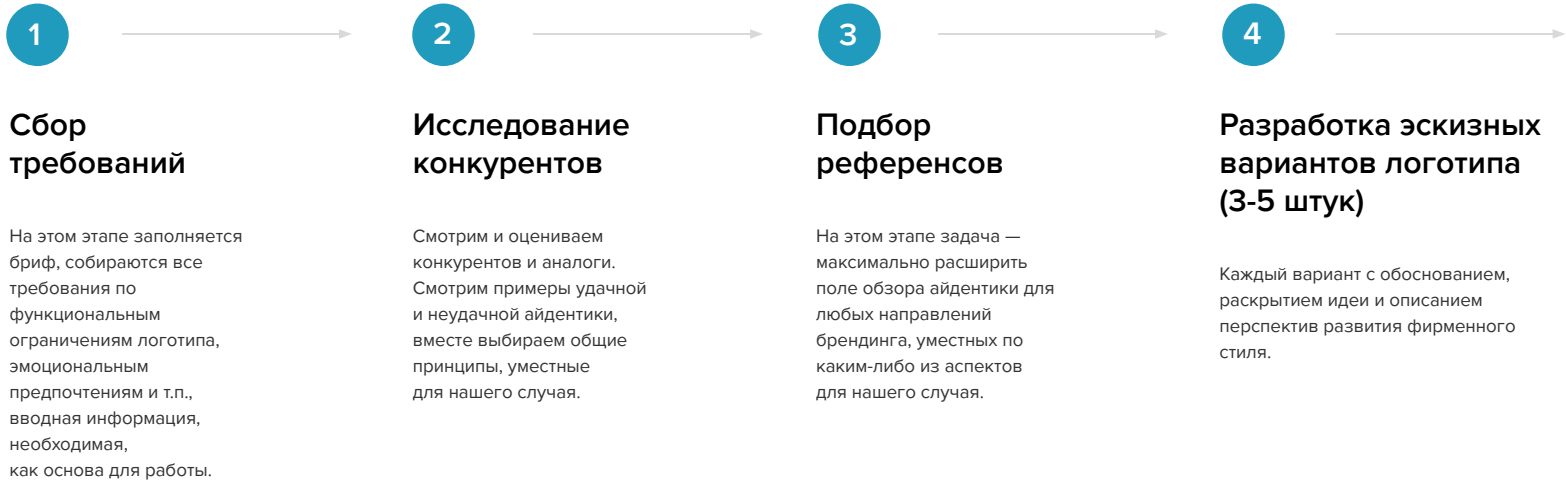 1
Сбор
требований
На этом этапе заполняется
бриф, собираются все
требования по
функциональным
ограничениям логотипа,
эмоциональным
предпочтениям и т.п.,
вводная информация,
необходимая,
как основа для работы.
2
Исследование
конкурентов
Смотрим и оцениваем
конкурентов и аналоги.
Смотрим примеры удачной
и неудачной айдентики,
вместе выбираем общие
принципы, уместные
для нашего случая.
3
Подбор
референсов
На этом этапе задача —
максимально расширить
поле обзора айдентики для
любых направлений
брендинга, уместных по
каким-либо из аспектов
для нашего случая.
4
Разработка эскизных
вариантов логотипа
(3-5 штук)
Каждый вариант с обоснованием,
раскрытием идеи и описанием
перспектив развития фирменного
стиля.